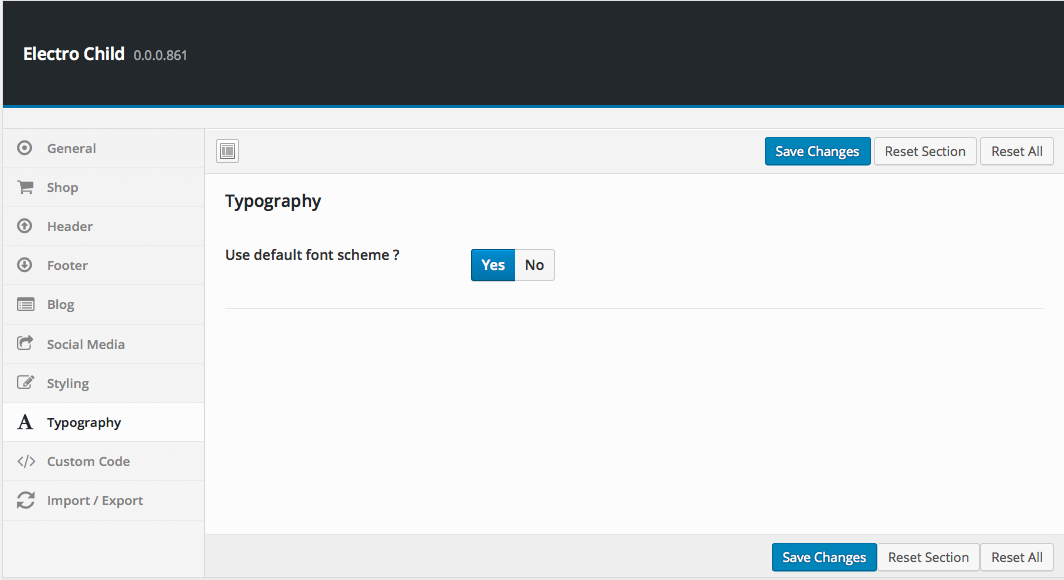 Electro Child 0.0.0.861
General
Shop
Header
Footer
Blog
Social Media
Styling
Typography
Custom Code
Import / Export
Save Changes Reset Section Reset All
Typography
Use default font scheme ? Yes No
Save Changes Reset Section Reset All